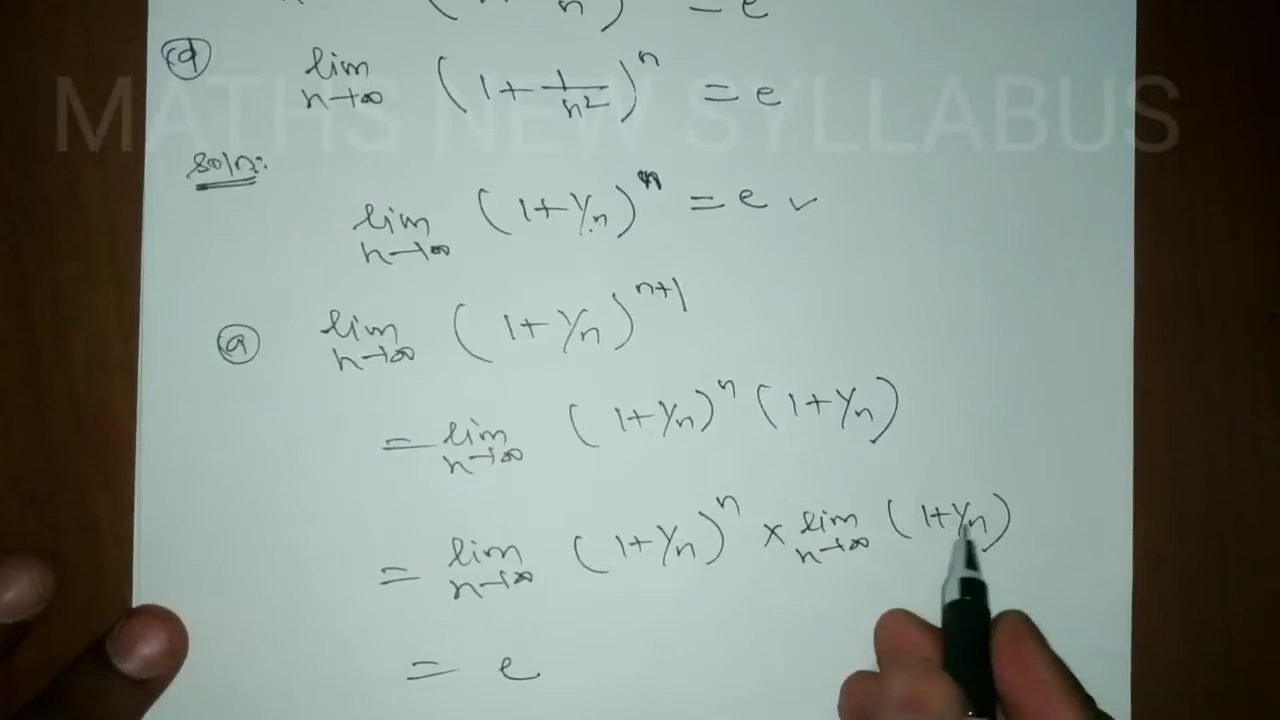 n ) = e
(d) lim n→∞ (1 + 1/n²)ⁿ = e
MATHS NEW SYLLABUS
Soln:
lim n→∞ (1 + 1/n)ⁿ = e ✓
(a) lim n→∞ (1 + 1/n)ⁿ⁺¹
= lim n→∞ (1 + 1/n)ⁿ (1 + 1/n)
= lim n→∞ (1 + 1/n)ⁿ × lim n→∞ (1 + 1/n)
= e